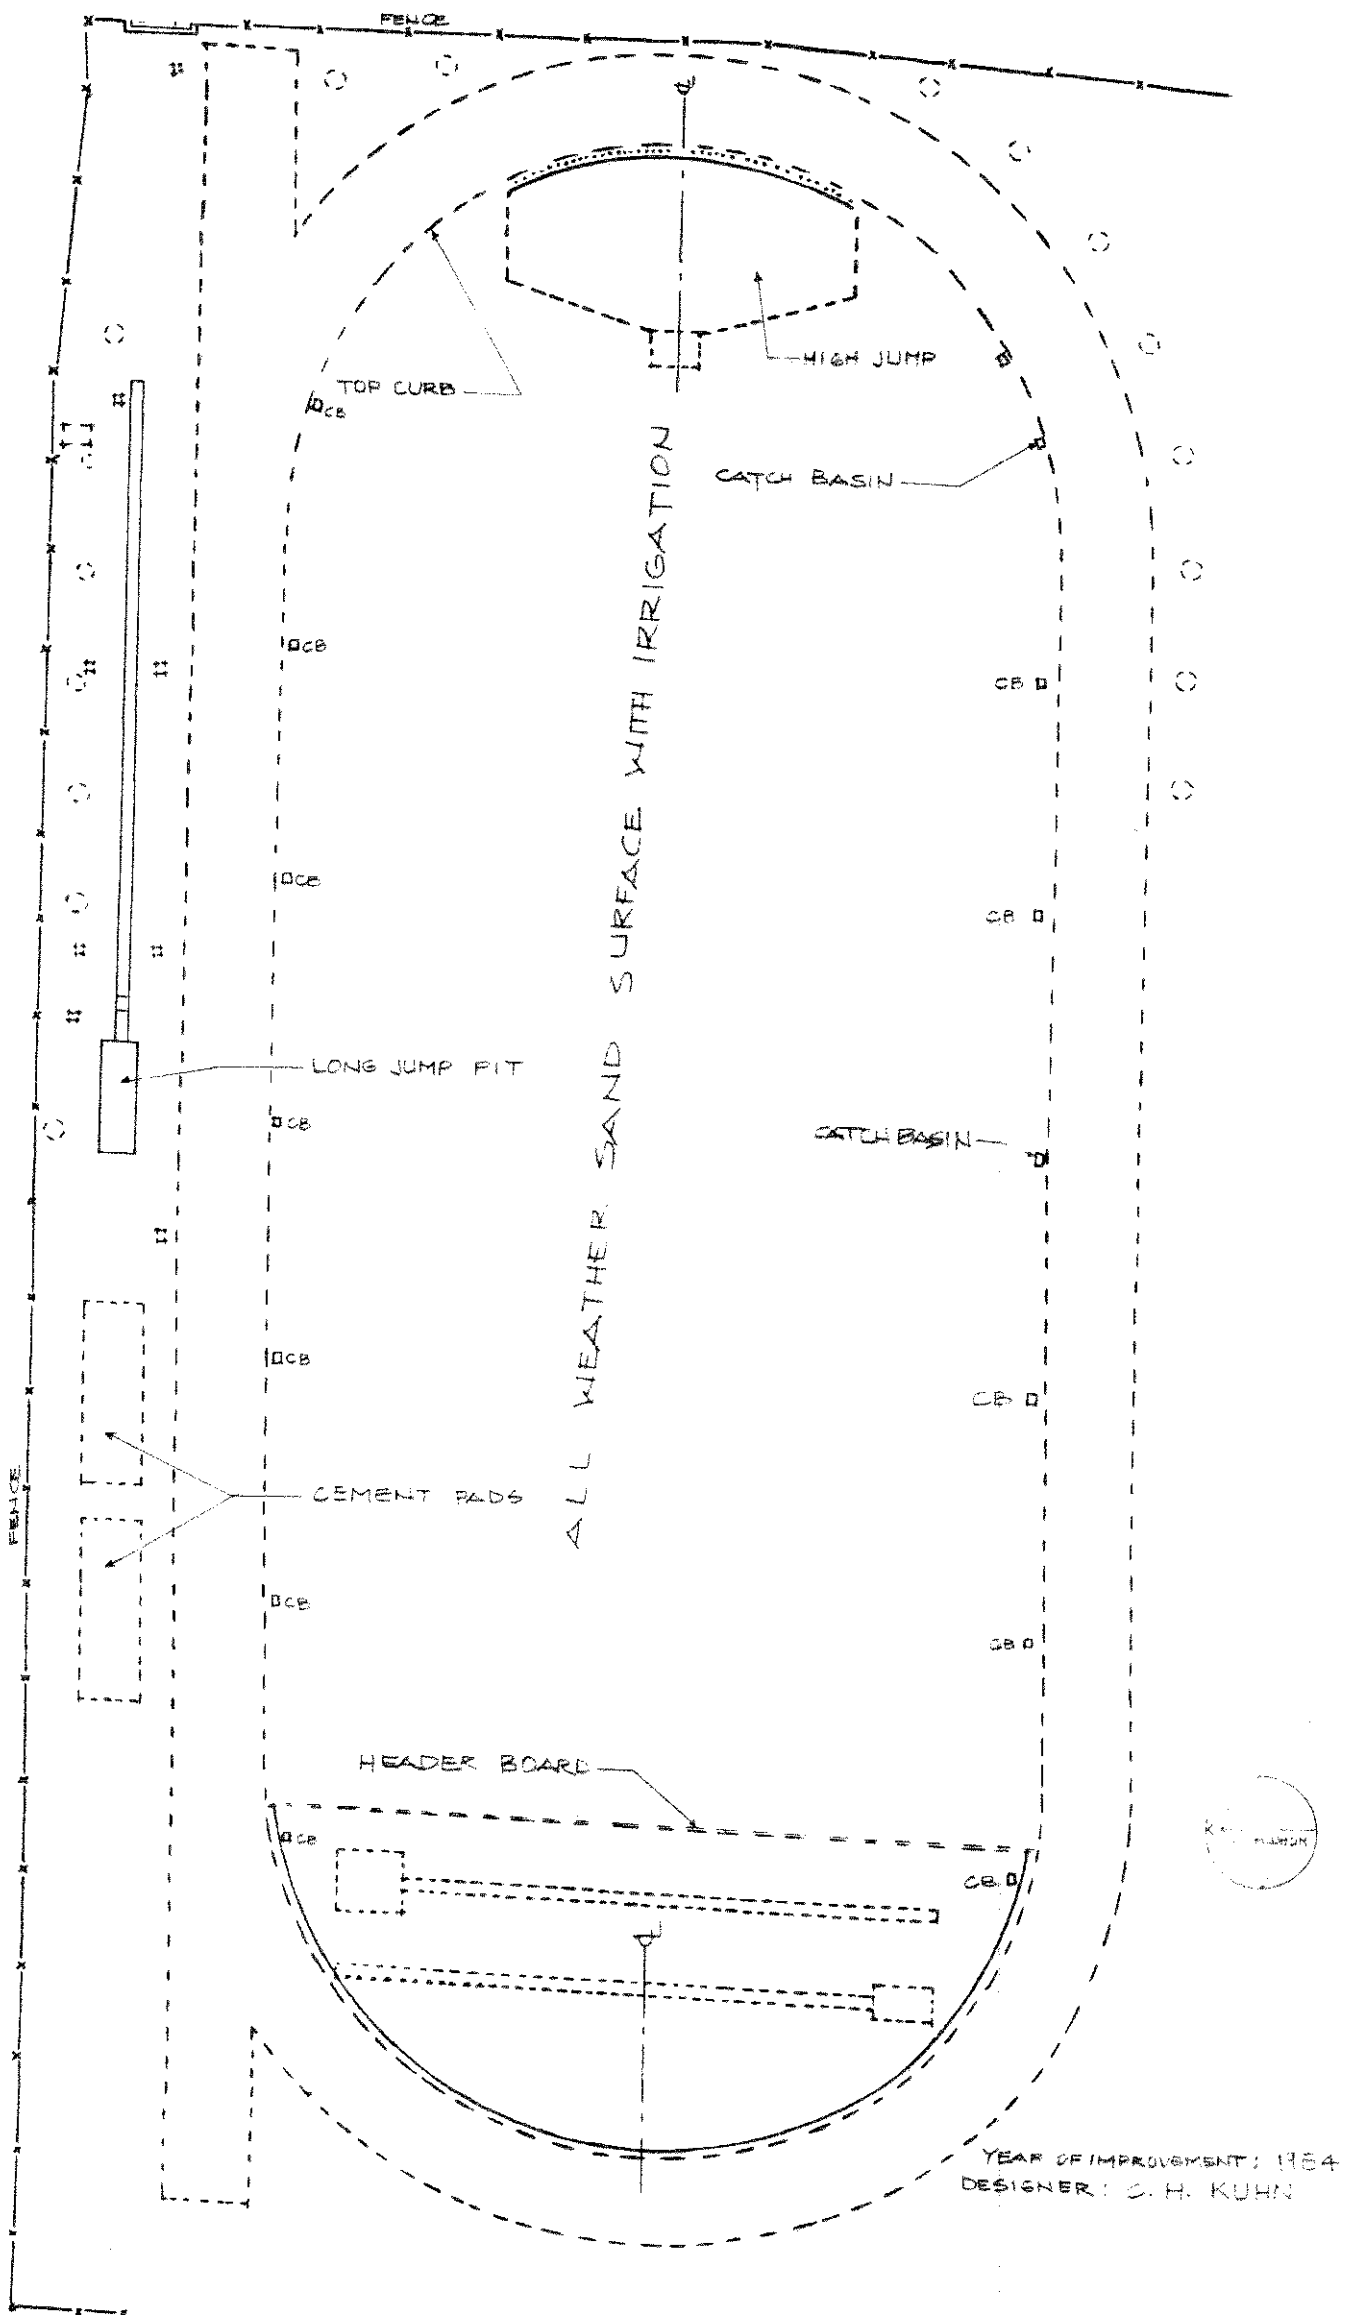 FENCE
℄
HIGH JUMP
TOP CURB
CB
CATCH BASIN
ALL WEATHER SAND SURFACE WITH IRRIGATION
CB
CB
CB
CB
LONG JUMP PIT
CB
CATCH BASIN
CB
CB
CEMENT PADS
FENCE
CB
CB
HEADER BOARD
CB
CB
℄
YEAR OF IMPROVEMENT: 1984
DESIGNER: C. H. KUHN